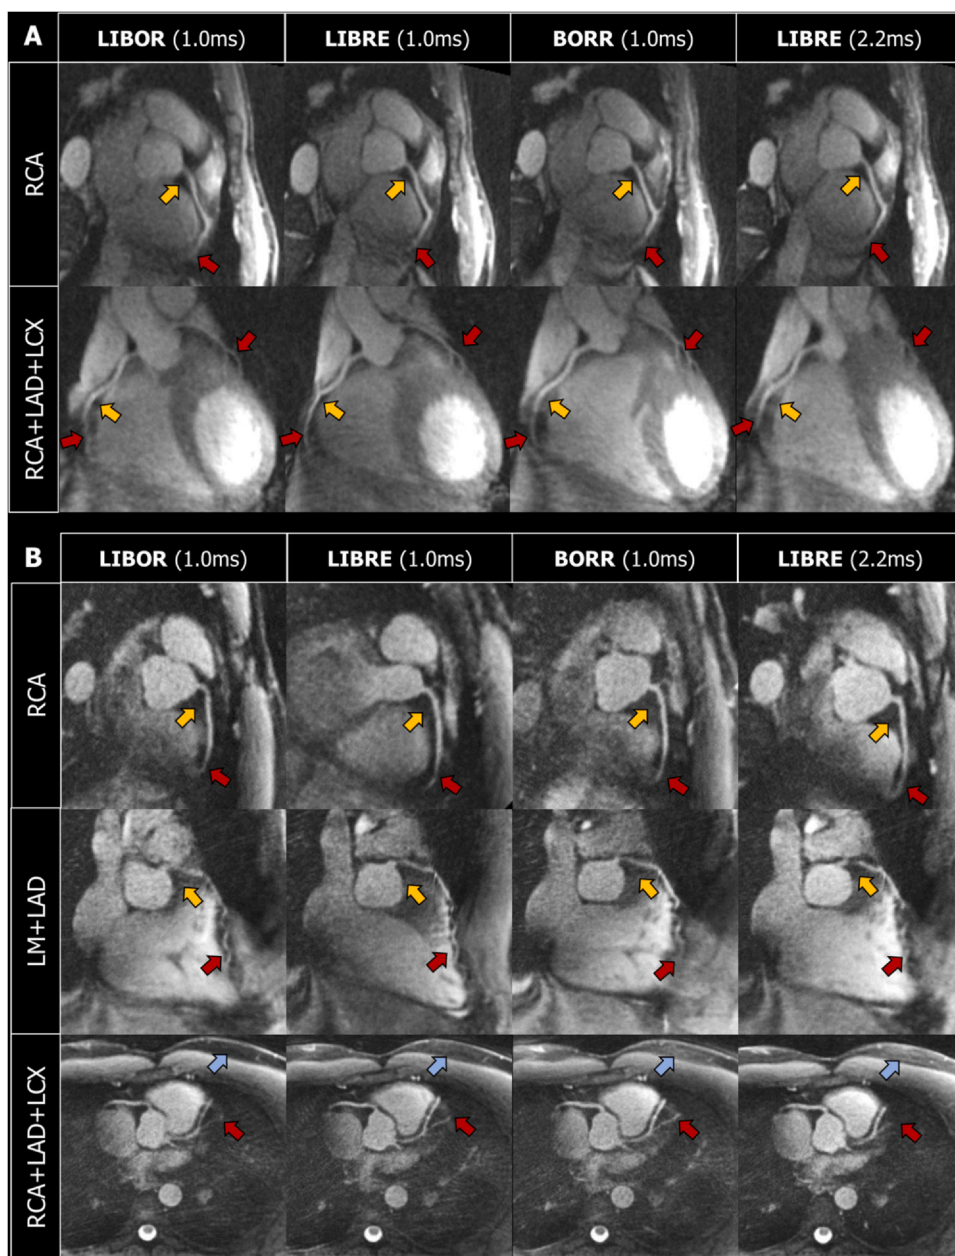 A
LIBOR (1.0ms)
LIBRE (1.0ms)
BORR (1.0ms)
LIBRE (2.2ms)
RCA
RCA+LAD+LCX
B
LIBOR (1.0ms)
LIBRE (1.0ms)
BORR (1.0ms)
LIBRE (2.2ms)
RCA
LM+LAD
RCA+LAD+LCX